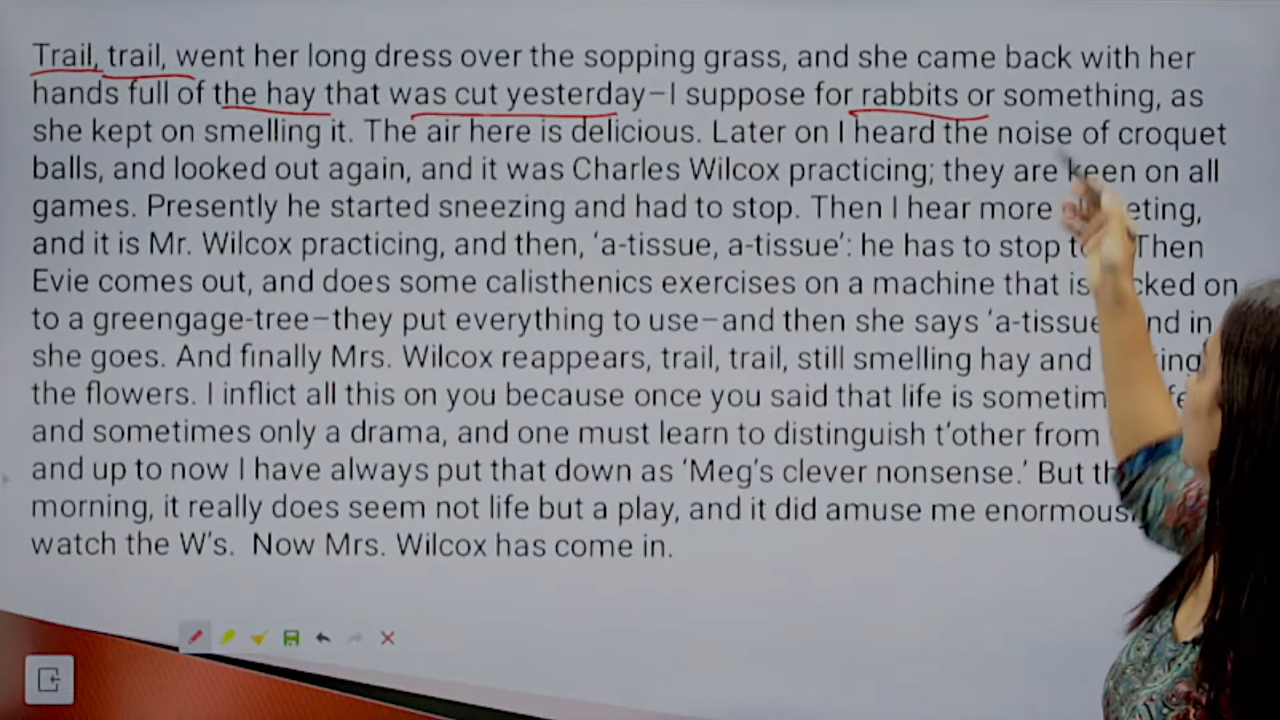 Trail, trail, went her long dress over the sopping grass, and she came back with her
hands full of the hay that was cut yesterday–I suppose for rabbits or something, as
she kept on smelling it. The air here is delicious. Later on I heard the noise of croquet
balls, and looked out again, and it was Charles Wilcox practicing; they are keen on all
games. Presently he started sneezing and had to stop. Then I hear more
and it is Mr. Wilcox practicing, and then, ‘a-tissue, a-tissue’: he has to stop Then
Evie comes out, and does some calisthenics exercises on a machine that is on
to a greengage-tree–they put everything to use–and then she says ‘a-tissue in
she goes. And finally Mrs. Wilcox reappears, trail, trail, still smelling hay and
the flowers. I inflict all this on you because once you said that life is
and sometimes only a drama, and one must learn to distinguish t’other from
and up to now I have always put that down as ‘Meg’s clever nonsense.’ But
morning, it really does seem not life but a play, and it did amuse me
watch the W’s. Now Mrs. Wilcox has come in.